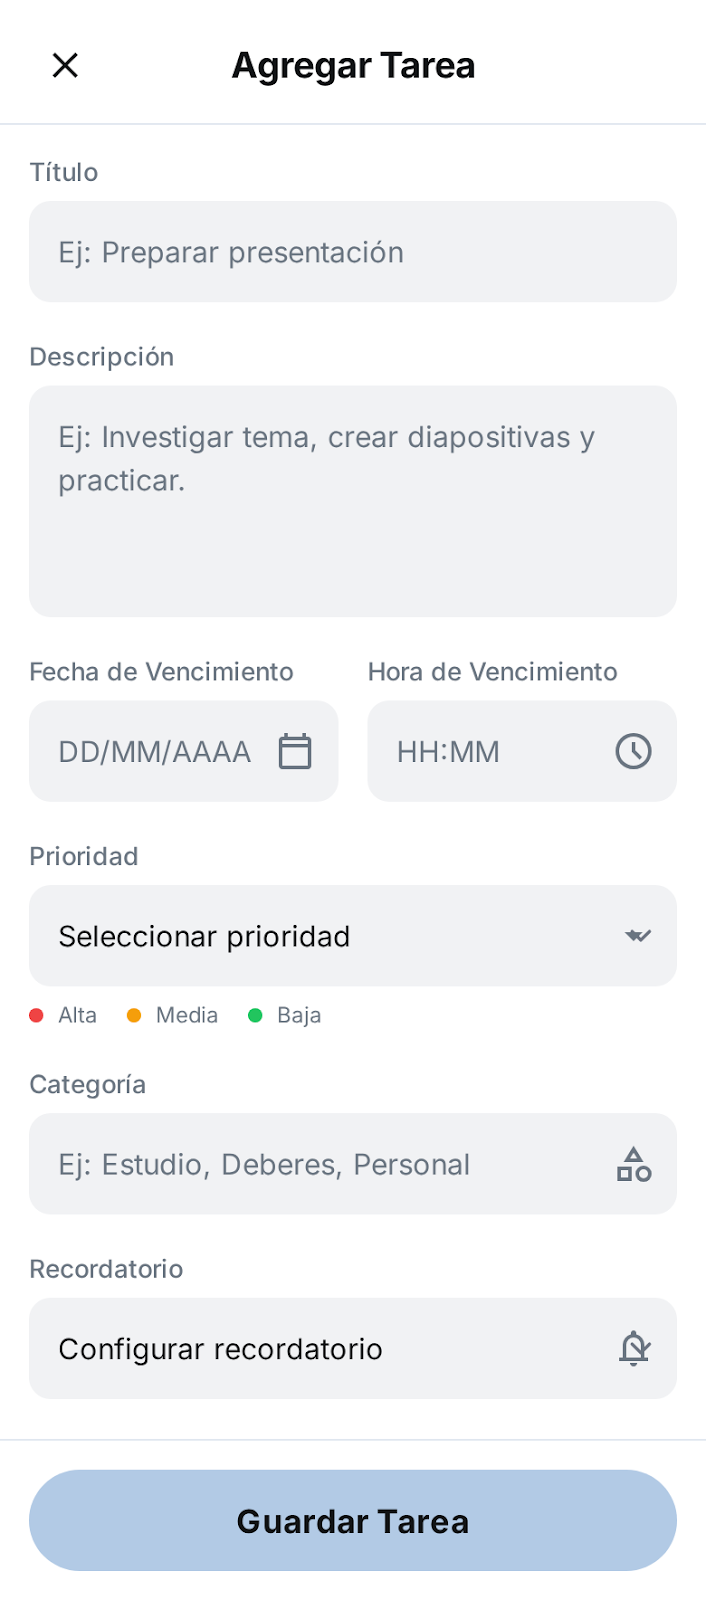 Agregar Tarea
Título
Ej: Preparar presentación
Descripción
Ej: Investigar tema, crear diapositivas y
practicar.
Fecha de Vencimiento
Hora de Vencimiento
DD/MM/AAAA
HH:MM
Prioridad
Seleccionar prioridad
Alta
Media
Baja
Categoría
Ej: Estudio, Deberes, Personal
Recordatorio
Configurar recordatorio
Guardar Tarea